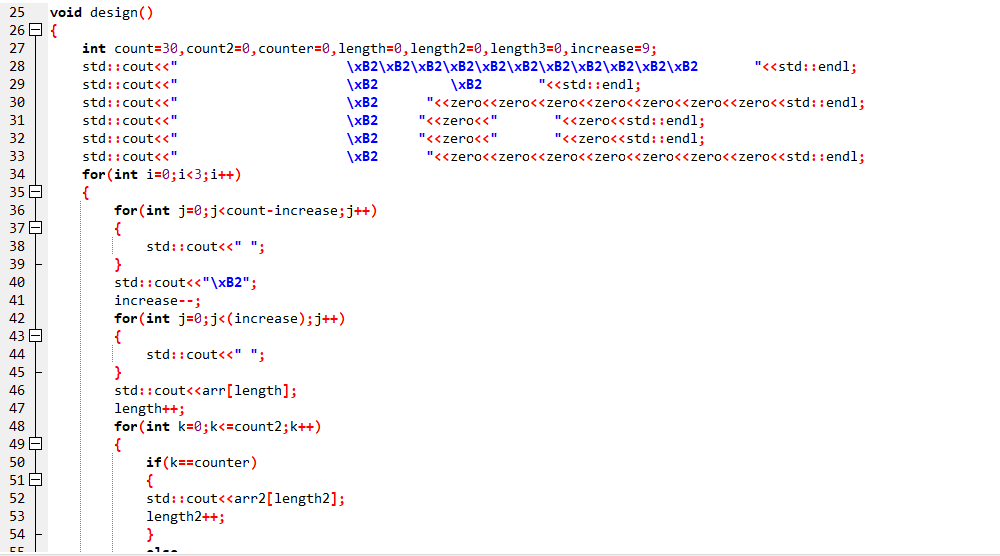 25 void design()
26 {
27     int count=30,count2=0,counter=0,length=0,length2=0,length3=0,increase=9;
28     std::cout<<"                     \xB2\xB2\xB2\xB2\xB2\xB2\xB2\xB2\xB2\xB2\xB2       "<<std::endl;
29     std::cout<<"                     \xB2         \xB2       "<<std::endl;
30     std::cout<<"                     \xB2      "<<zero<<zero<<zero<<zero<<zero<<zero<<zero<<std::endl;
31     std::cout<<"                     \xB2     "<<zero<<"       "<<zero<<std::endl;
32     std::cout<<"                     \xB2     "<<zero<<"       "<<zero<<std::endl;
33     std::cout<<"                     \xB2      "<<zero<<zero<<zero<<zero<<zero<<zero<<zero<<std::endl;
34     for(int i=0;i<3;i++)
35     {
36         for(int j=0;j<count-increase;j++)
37         {
38             std::cout<<" ";
39         }
40         std::cout<<"\xB2";
41         increase--;
42         for(int j=0;j<(increase);j++)
43         {
44             std::cout<<" ";
45         }
46         std::cout<<arr[length];
47         length++;
48         for(int k=0;k<=count2;k++)
49         {
50             if(k==counter)
51             {
52             std::cout<<arr2[length2];
53             length2++;
54             }
55             else